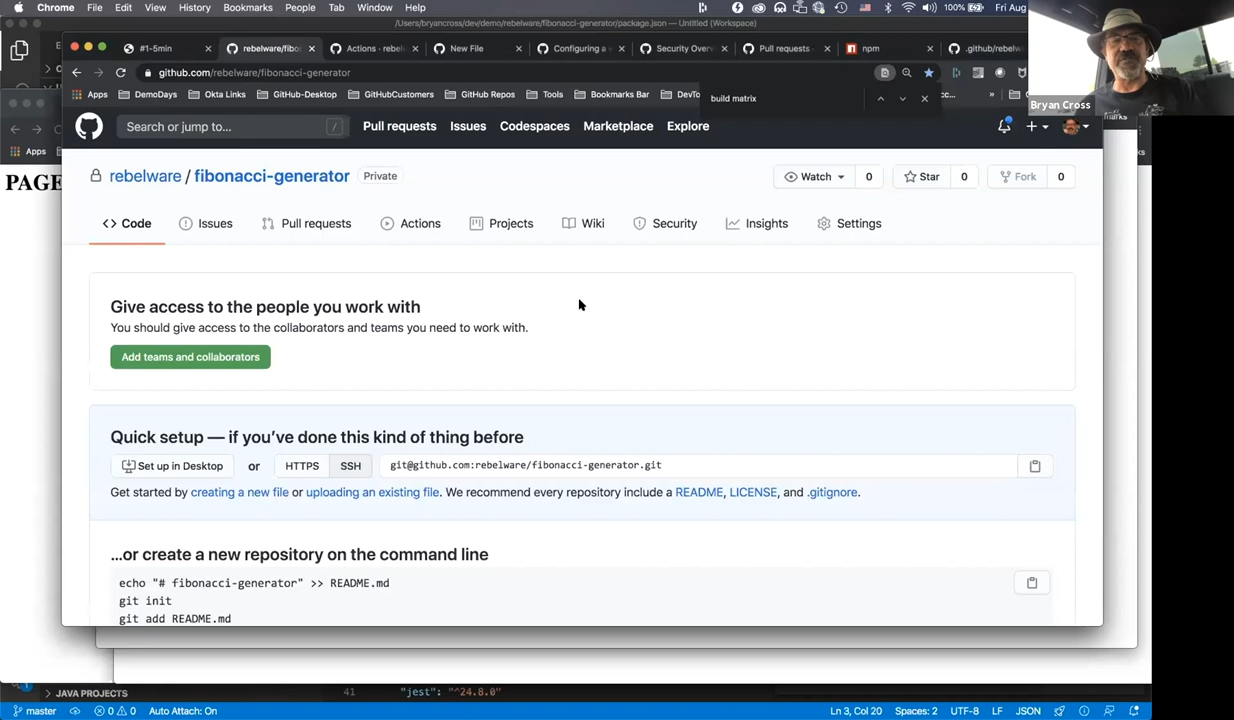 Chrome File Edit View History Bookmarks People Tab Window Help 100% Fri Aug
/Users/bryancross/dev/demo/rebelware/fibonacci-generator/package.json — Untitled (Workspace)
#1-5min rebelware/fibo Actions · rebel New File Configuring a Security Over Pull requests · npm .github/rebelw
github.com/rebelware/fibonacci-generator
Bryan Cross
Apps DemoDays Okta Links GitHub-Desktop GitHubCustomers GitHub Repos Tools Bookmarks Bar DevTo
build matrix
Search or jump to... / Pull requests Issues Codespaces Marketplace Explore
Apps
PAGE
rebelware / fibonacci-generator Private
Watch 0 Star 0 Fork 0
Code Issues Pull requests Actions Projects Wiki Security Insights Settings
Give access to the people you work with
You should give access to the collaborators and teams you need to work with.
Add teams and collaborators
Quick setup — if you’ve done this kind of thing before
Set up in Desktop or HTTPS SSH git@github.com:rebelware/fibonacci-generator.git
Get started by creating a new file or uploading an existing file. We recommend every repository include a README, LICENSE, and .gitignore.
…or create a new repository on the command line
echo "# fibonacci-generator" >> README.md
git init
git add README.md
JAVA PROJECTS 41 "jest": "^24.8.0"
master 0 0 Auto Attach: On Ln 3, Col 20 Spaces: 2 UTF-8 LF JSON